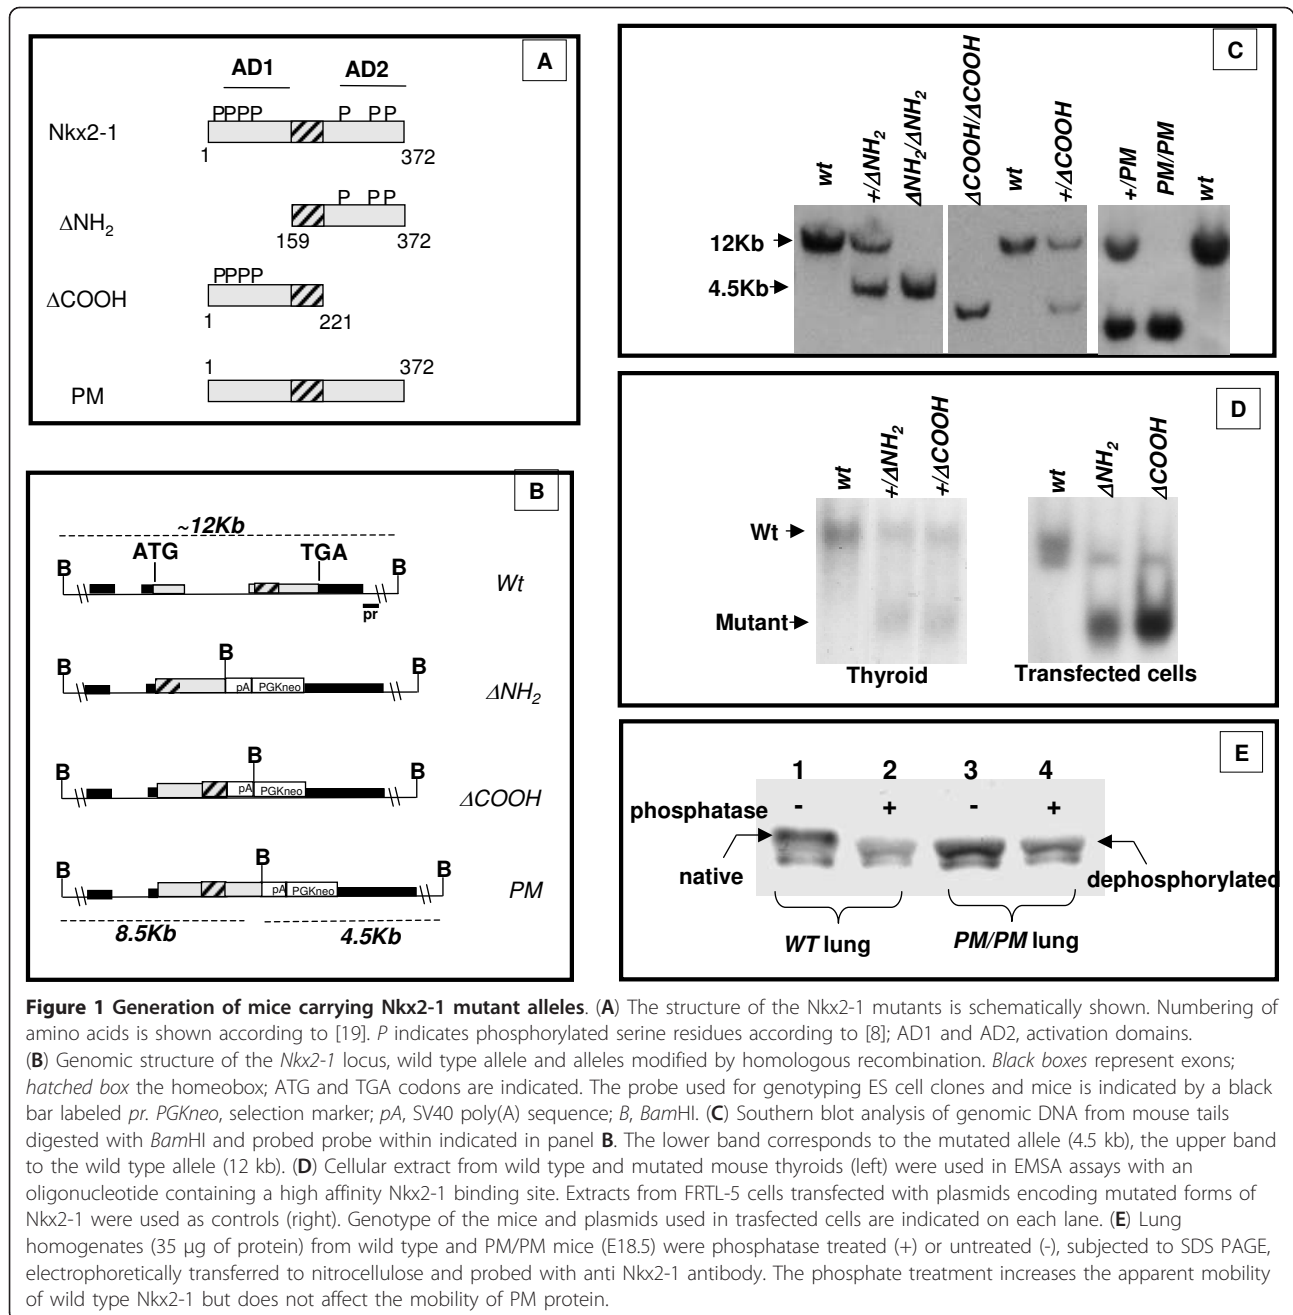 A
AD1 AD2
PPPP P P P
Nkx2-1
1 372
P P P
ΔNH2
159 372
PPPP
ΔCOOH
1 221
1 372
PM
B
~12Kb
ATG TGA
B B
Wt
pr
B B B
pA PGKneo
ΔNH2
B B B
pA PGKneo
ΔCOOH
B B B
pA PGKneo
PM
8.5Kb 4.5Kb
C
wt +/ΔNH2 ΔNH2/ΔNH2 ΔCOOH/ΔCOOH wt +/ΔCOOH +/PM PM/PM wt
12Kb
4.5Kb
D
wt +/ΔNH2 +/ΔCOOH wt ΔNH2 ΔCOOH
Wt
Mutant
Thyroid Transfected cells
E
1 2 3 4
phosphatase - + - +
native dephosphorylated
WT lung PM/PM lung
Figure 1 Generation of mice carrying Nkx2-1 mutant alleles. (A) The structure of the Nkx2-1 mutants is schematically shown. Numbering of
amino acids is shown according to [19]. P indicates phosphorylated serine residues according to [8]; AD1 and AD2, activation domains.
(B) Genomic structure of the Nkx2-1 locus, wild type allele and alleles modified by homologous recombination. Black boxes represent exons;
hatched box the homeobox; ATG and TGA codons are indicated. The probe used for genotyping ES cell clones and mice is indicated by a black
bar labeled pr. PGKneo, selection marker; pA, SV40 poly(A) sequence; B, BamHI. (C) Southern blot analysis of genomic DNA from mouse tails
digested with BamHI and probed probe within indicated in panel B. The lower band corresponds to the mutated allele (4.5 kb), the upper band
to the wild type allele (12 kb). (D) Cellular extract from wild type and mutated mouse thyroids (left) were used in EMSA assays with an
oligonucleotide containing a high affinity Nkx2-1 binding site. Extracts from FRTL-5 cells transfected with plasmids encoding mutated forms of
Nkx2-1 were used as controls (right). Genotype of the mice and plasmids used in trasfected cells are indicated on each lane. (E) Lung
homogenates (35 μg of protein) from wild type and PM/PM mice (E18.5) were phosphatase treated (+) or untreated (-), subjected to SDS PAGE,
electrophoretically transferred to nitrocellulose and probed with anti Nkx2-1 antibody. The phosphate treatment increases the apparent mobility
of wild type Nkx2-1 but does not affect the mobility of PM protein.